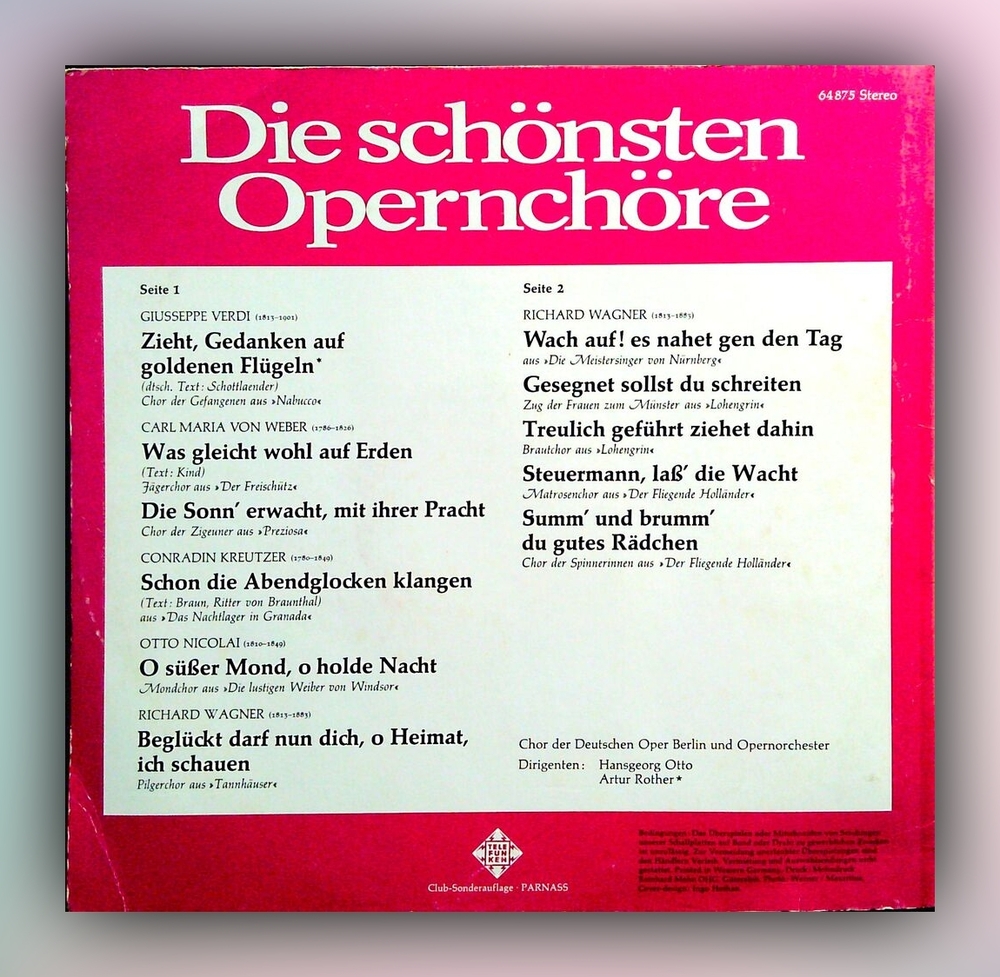 64875 Stereo
Die schönsten
Opernchöre
Seite 1
GIUSSEPPE VERDI (1813-1901)
Zieht, Gedanken auf
goldenen Flügeln*
(dtsch. Text: Schottlaender)
Chor der Gefangenen aus »Nabucco«
CARL MARIA VON WEBER (1786-1826)
Was gleicht wohl auf Erden
(Text: Kind)
Jägerchor aus »Der Freischütz«
Die Sonn' erwacht, mit ihrer Pracht
Chor der Zigeuner aus »Preziosa«
CONRADIN KREUTZER (1780-1849)
Schon die Abendglocken klangen
(Text: Braun, Ritter von Braunthal)
aus »Das Nachtlager in Granada«
OTTO NICOLAI (1810-1849)
O süßer Mond, o holde Nacht
Mondchor aus »Die lustigen Weiber von Windsor«
RICHARD WAGNER (1813-1883)
Beglückt darf nun dich, o Heimat,
ich schauen
Pilgerchor aus »Tannhäuser«
Seite 2
RICHARD WAGNER (1813-1883)
Wach auf! es nahet gen den Tag
aus »Die Meistersinger von Nürnberg«
Gesegnet sollst du schreiten
Zug der Frauen zum Münster aus »Lohengrin«
Treulich geführt ziehet dahin
Brautchor aus »Lohengrin«
Steuermann, laß' die Wacht
Matrosenchor aus »Der Fliegende Holländer«
Summ' und brumm'
du gutes Rädchen
Chor der Spinnerinnen aus »Der Fliegende Holländer«
Chor der Deutschen Oper Berlin und Opernorchester
Dirigenten: Hansgeorg Otto
Artur Rother*
TELE
FUN
KEN
Club-Sonderauflage · PARNASS